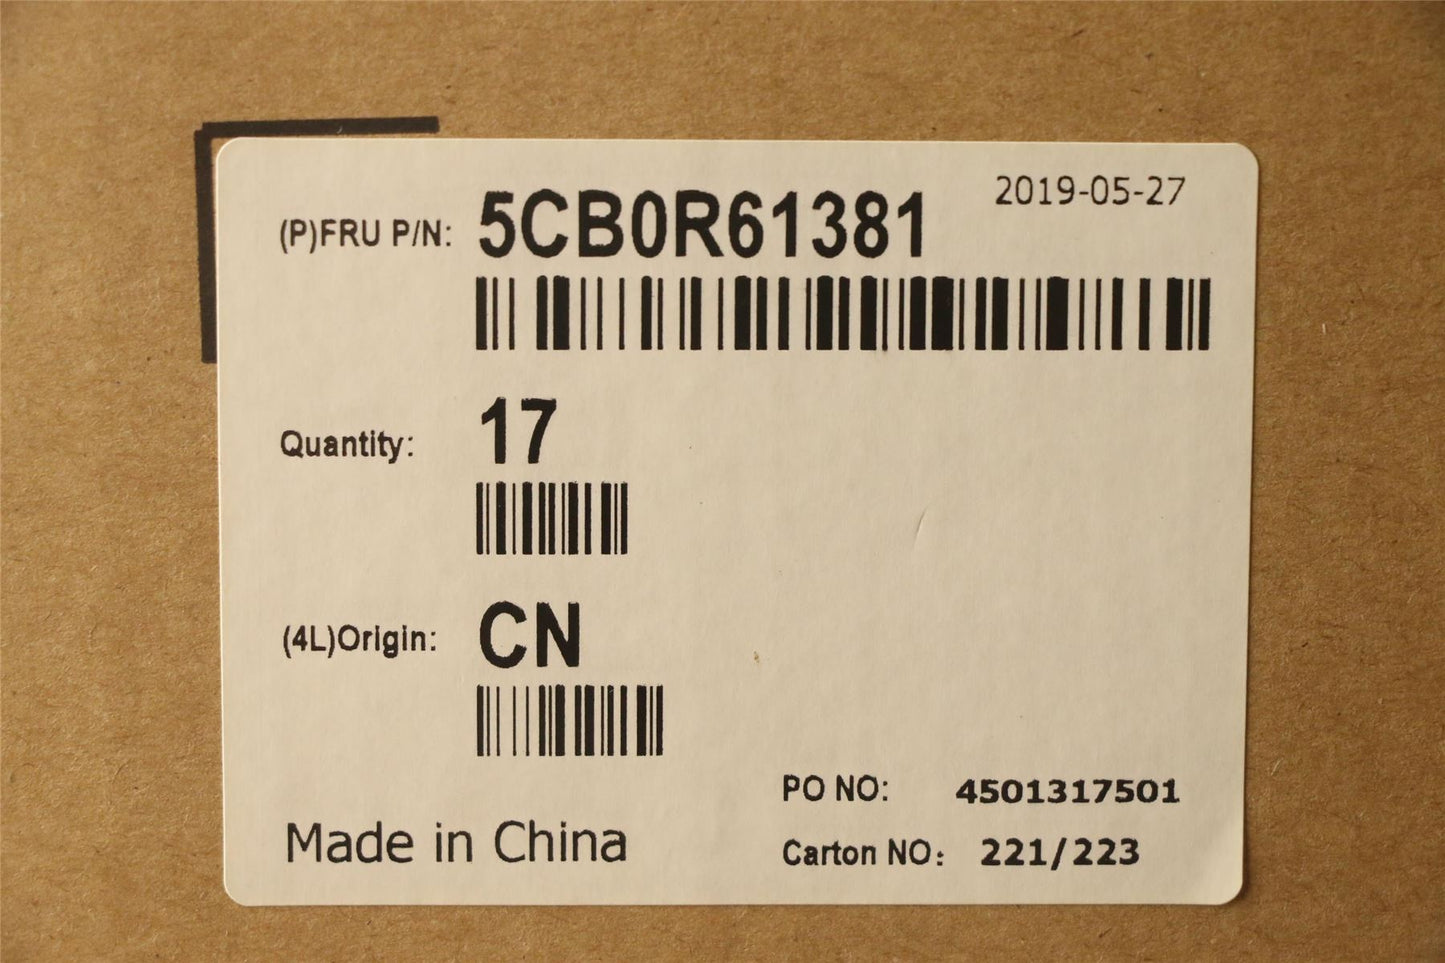 2019-05-27
(P)FRU P/N: 5CB0R61381
Quantity: 17
(4L)Origin: CN
PO NO: 4501317501
Made in China
Carton NO: 221/223